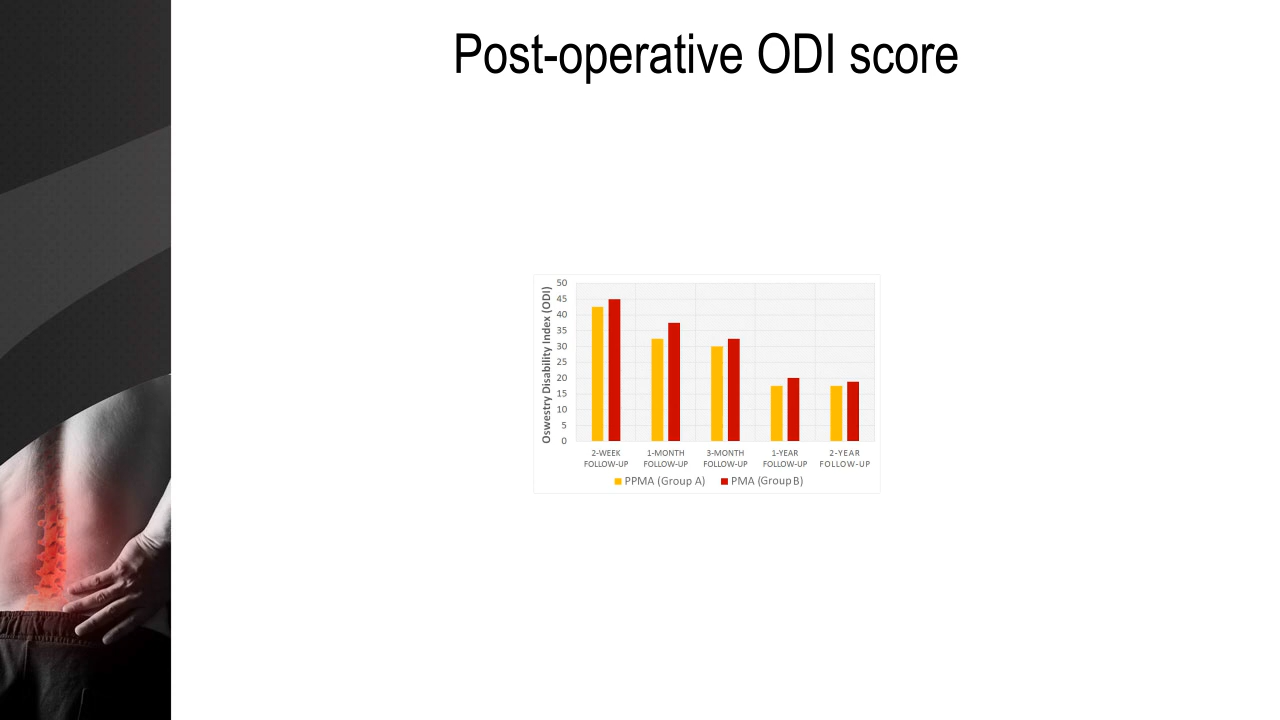 Post-operative ODI score
Oswestry Disability Index (ODI)
50
45
40
35
30
25
20
15
10
5
0
2-WEEK FOLLOW-UP
1-MONTH FOLLOW-UP
3-MONTH FOLLOW-UP
1-YEAR FOLLOW-UP
2-YEAR FOLLOW-UP
PPMA (Group A)
PMA (Group B)